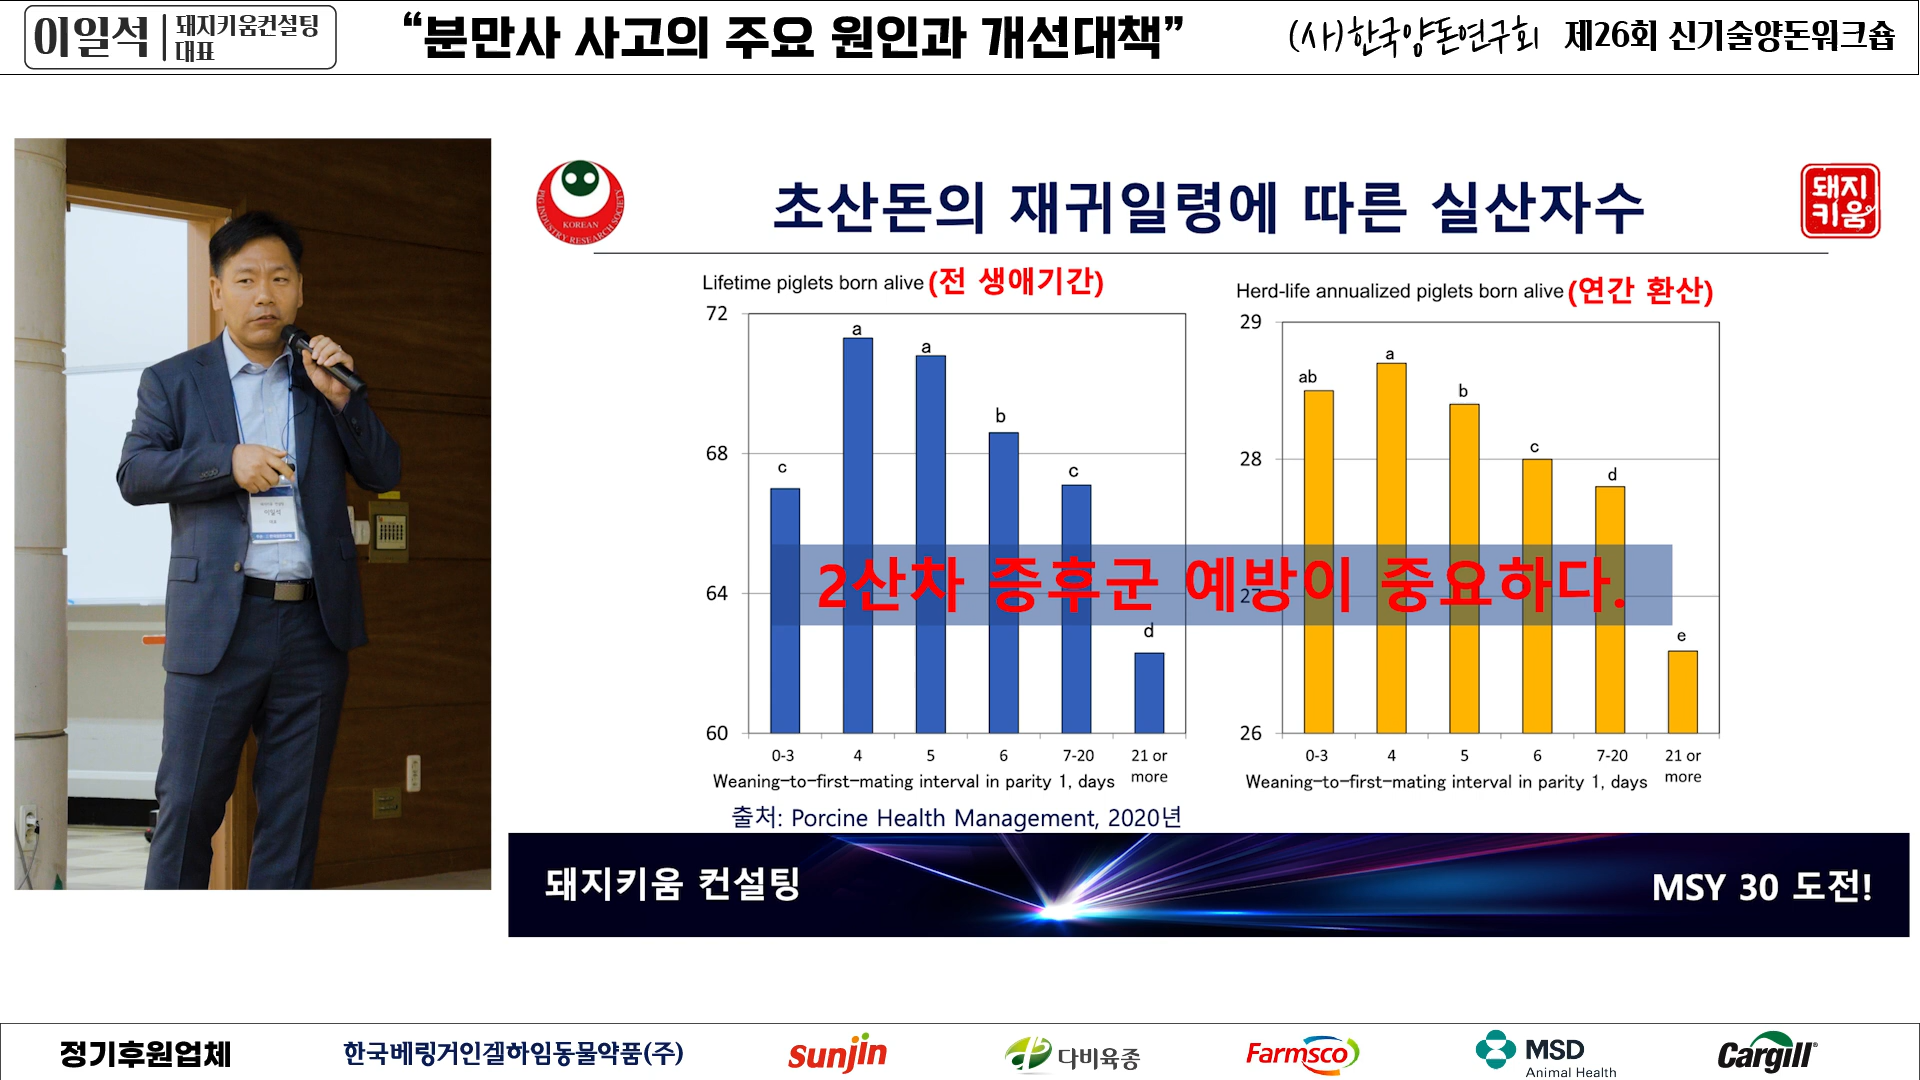 이일석
돼지키움컨설팅
대표
“분만사 사고의 주요 원인과 개선대책”
(사)한국양돈연구회 제26회 신기술양돈워크숍
KOREAN
PIG INDUSTRY RESEARCH SOCIETY
초산돈의 재귀일령에 따른 실산자수
돼지
키움
Lifetime piglets born alive (전 생애기간)
72
68
64
60
c
a
a
b
c
d
0-3 4 5 6 7-20 21 or more
Weaning-to-first-mating interval in parity 1, days
Herd-life annualized piglets born alive (연간 환산)
29
28
27
26
ab
a
b
c
d
e
0-3 4 5 6 7-20 21 or more
Weaning-to-first-mating interval in parity 1, days
2산차 증후군 예방이 중요하다.
출처: Porcine Health Management, 2020년
돼지키움 컨설팅
MSY 30 도전!
이일석
정기후원업체
한국베링거인겔하임동물약품(주)
Sunjin
다비육종
Farmsco
MSD
Animal Health
Cargill